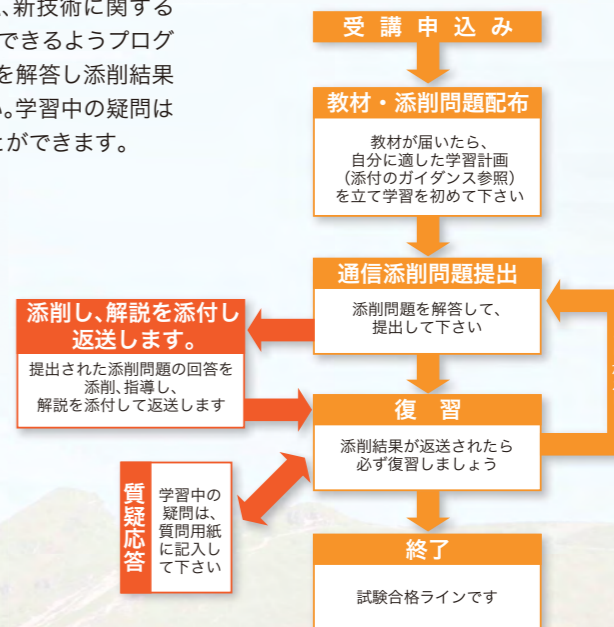 新技術に関する
できるようプログ
を解答し添削結果
い。学習中の疑問は
とができます。
受講申込み
教材・添削問題配布
教材が届いたら、
自分に適した学習計画
(添付のガイダンス参照)
を立て学習を初めて下さい
通信添削問題提出
添削問題を解答して、
提出して下さい
添削し、解説を添付し
返送します。
提出された添削問題の回答を
添削、指導し、
解説を添付して返送します
復 習
添削結果が返送されたら
必ず復習しましょう
質疑応答
学習中の
疑問は、
質問用紙
に記入し
て下さい
終了
試験合格ラインです